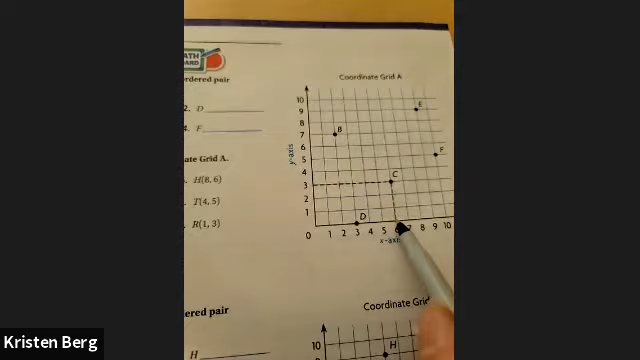 MATH
BOARD
ordered pair
2. D
4. F
ate Grid A.
H(8, 6)
T(4, 5)
R(1, 3)
Coordinate Grid A
y-axis
10
9
8
7
6
5
4
3
2
1
0 1 2 3 4 5 6 7 8 9 10
x-axis
B
E
F
C
D
ered pair
H
Coordinate Grid
10
H
Kristen Berg